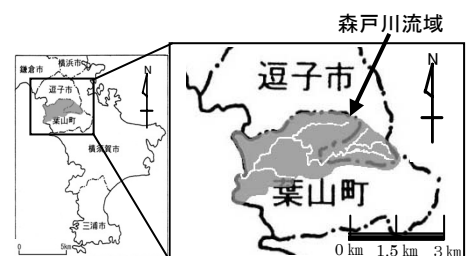 森戸川流域
横浜市
鎌倉市
N
逗子市
葉山町
横須賀市
三浦市
0 5km
N
逗子市
葉山町
0 km 1.5 km 3 km